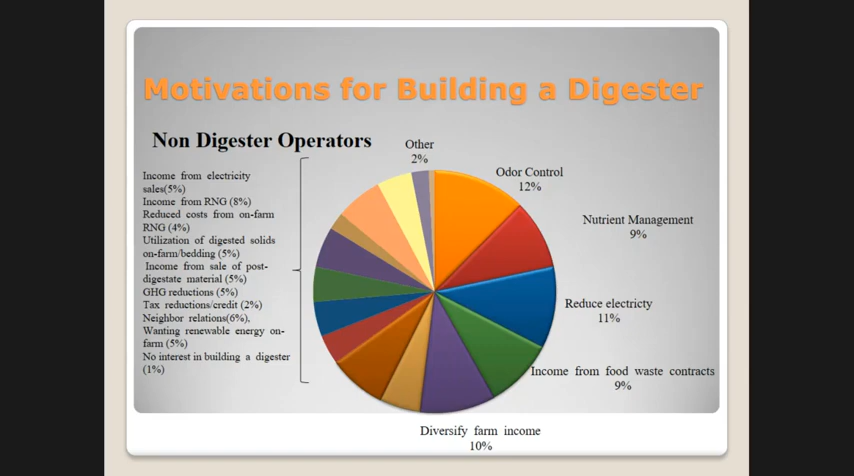 Motivations for Building a Digester
Non Digester Operators
Other
2%
Odor Control
12%
Nutrient Management
9%
Reduce electricty
11%
Income from food waste contracts
9%
Diversify farm income
10%
Income from electricity
sales(5%)
Income from RNG (8%)
Reduced costs from on-farm
RNG (4%)
Utilization of digested solids
on-farm/bedding (5%)
Income from sale of post-
digestate material (5%)
GHG reductions (5%)
Tax reductions/credit (2%)
Neighbor relations(6%),
Wanting renewable energy on-
farm (5%)
No interest in building a digester
(1%)